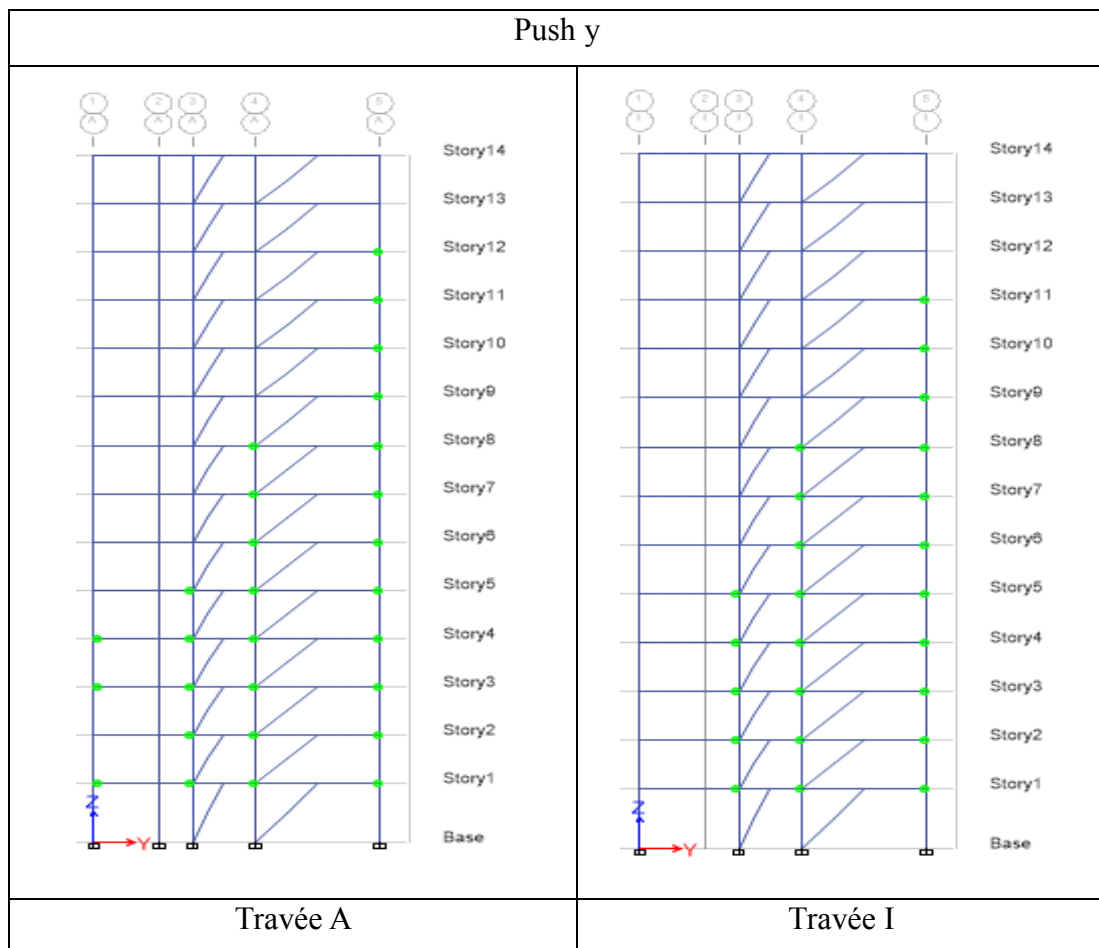 Push y
1 2 3 4 5
A A A A A
Story14
Story13
Story12
Story11
Story10
Story9
Story8
Story7
Story6
Story5
Story4
Story3
Story2
Story1
Z
Y
Base
1 2 3 4 5
I I I I I
Story14
Story13
Story12
Story11
Story10
Story9
Story8
Story7
Story6
Story5
Story4
Story3
Story2
Story1
Z
Y
Base
Travée A
Travée I